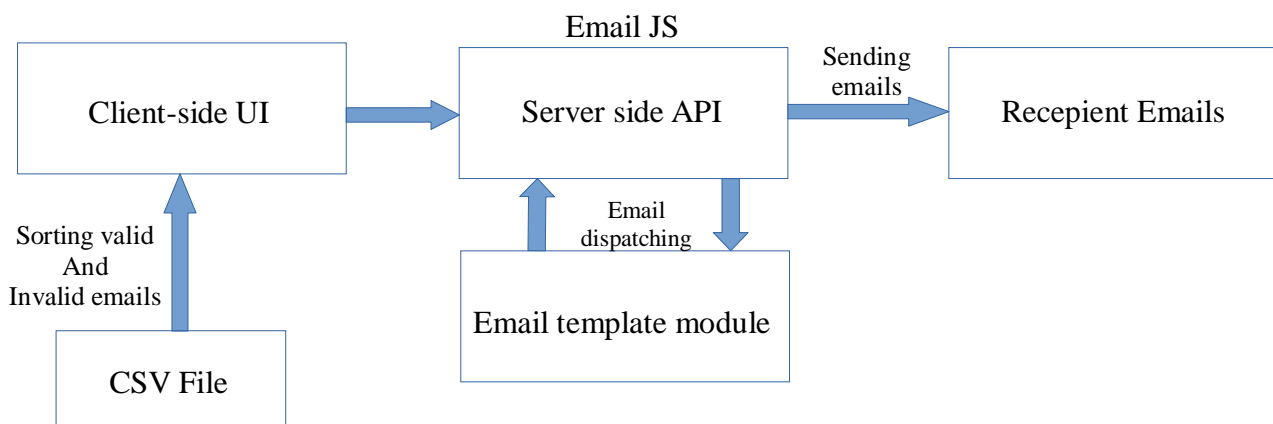 Email JS
Client-side UI
Server side API
Sending
emails
Recepient Emails
Sorting valid
And
Invalid emails
Email
dispatching
Email template module
CSV File